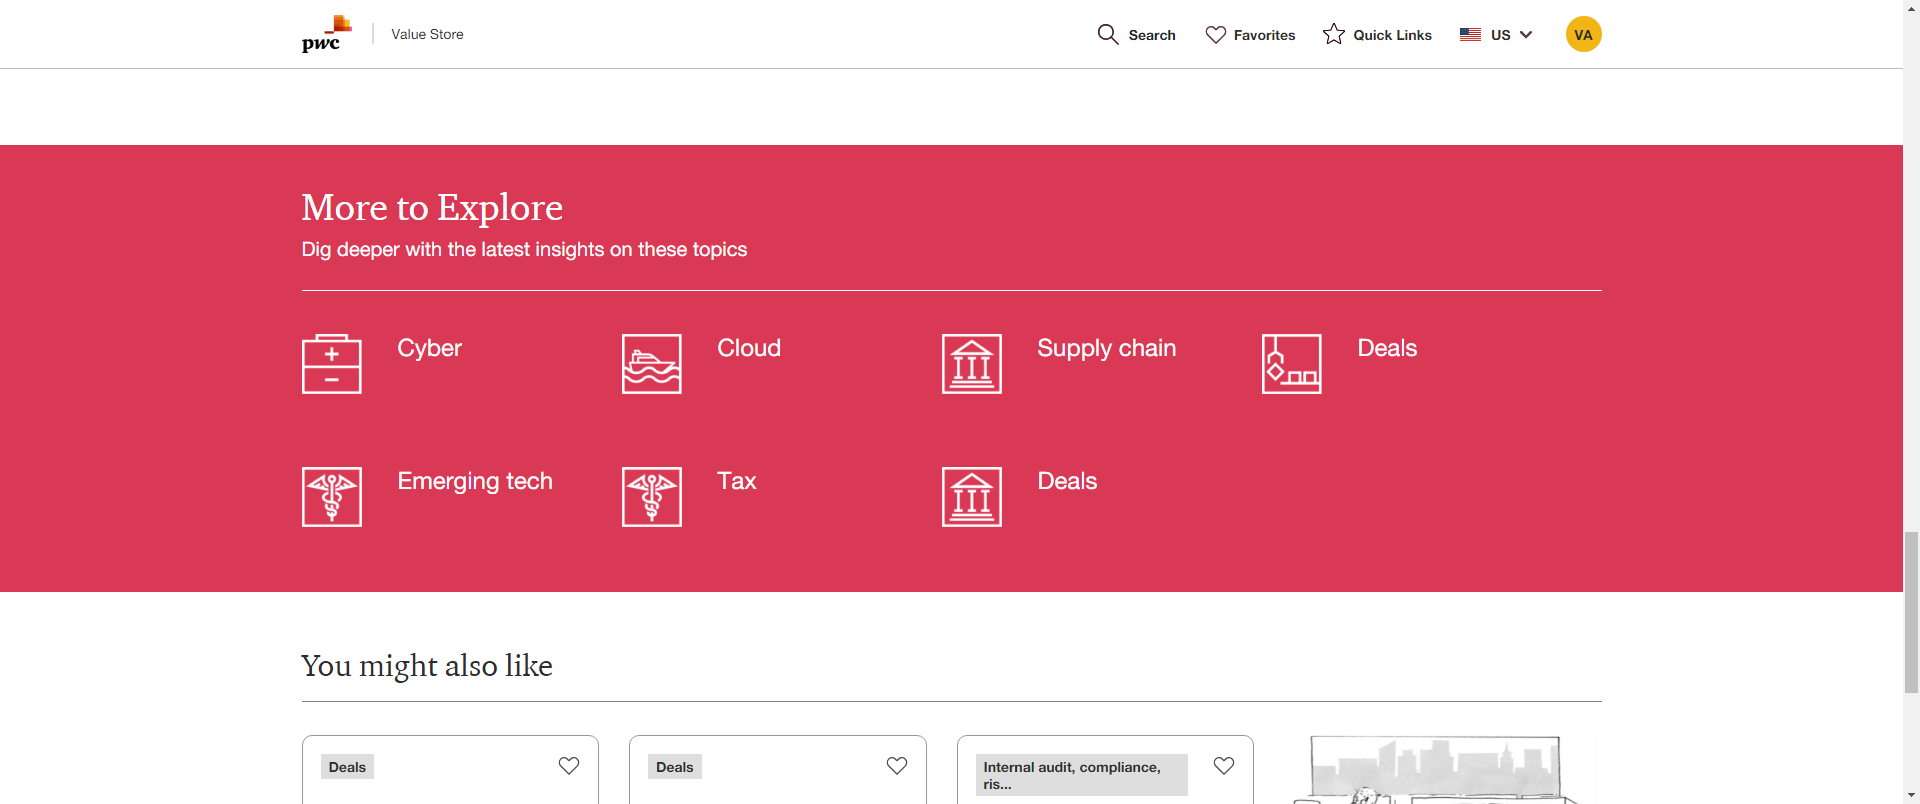 pwc
Value Store
Search
Favorites
Quick Links
US
VA
More to Explore
Dig deeper with the latest insights on these topics
Cyber
Cloud
Supply chain
Deals
Emerging tech
Tax
Deals
You might also like
Deals
Deals
Internal audit, compliance,
ris...